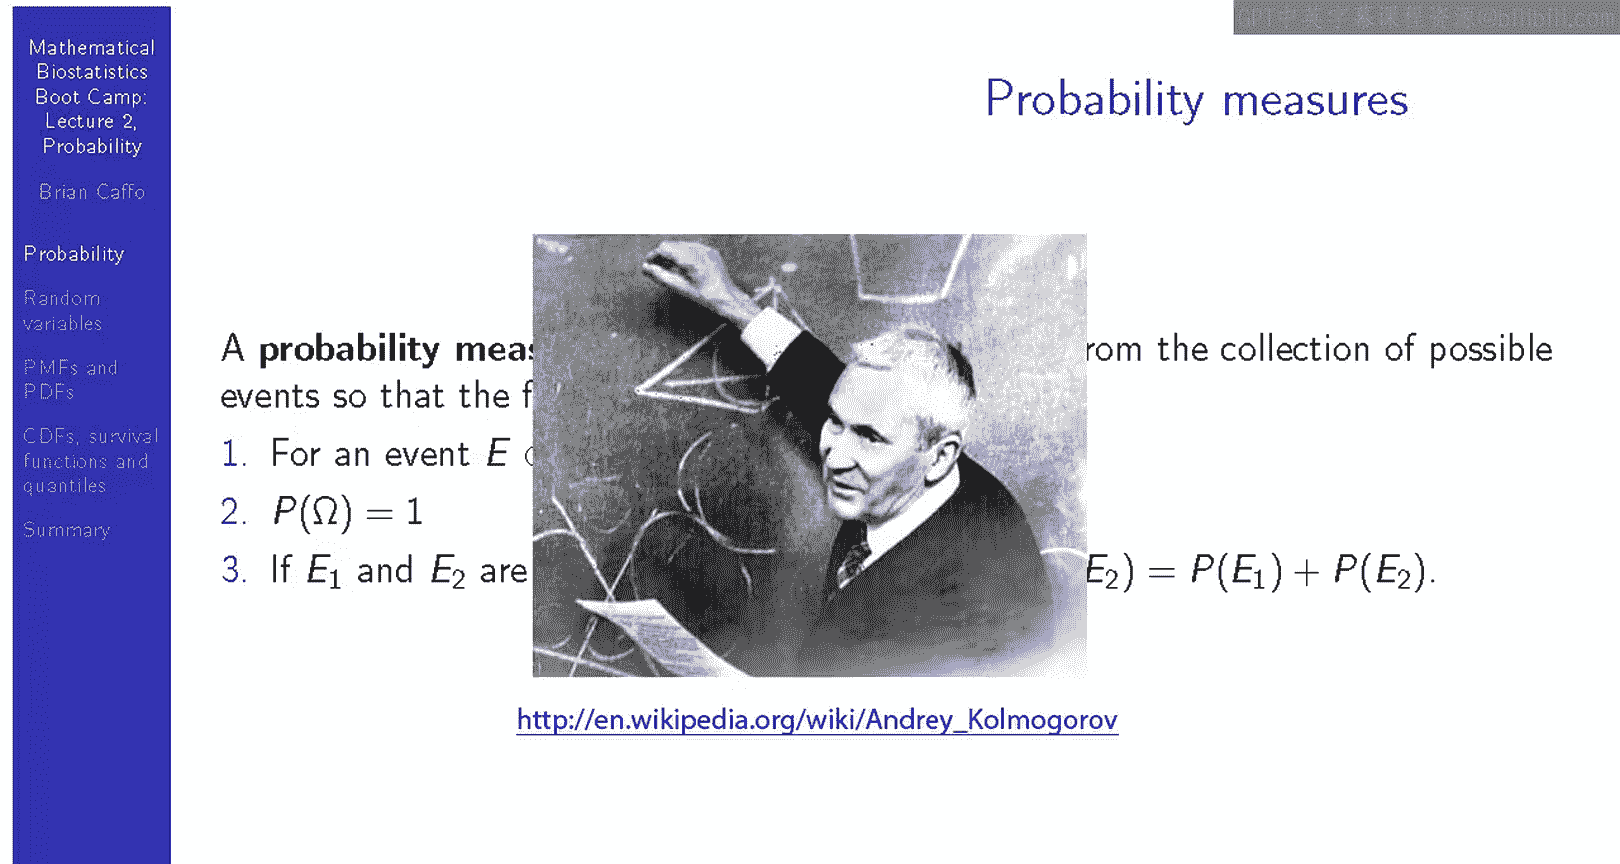 Mathematical
Biostatistics
Boot Camp:
Lecture 2,
Probability
Brian Caffo
Probability
Random
variables
PMFs and
PDFs
CDFs, survival
functions and
quantiles
Summary
Probability measures
A probability meas rom the collection of possible
events so that the f
1. For an event E
2. P(Ω) = 1
3. If E₁ and E₂ are E₂) = P(E₁) + P(E₂).
http://en.wikipedia.org/wiki/Andrey_Kolmogorov